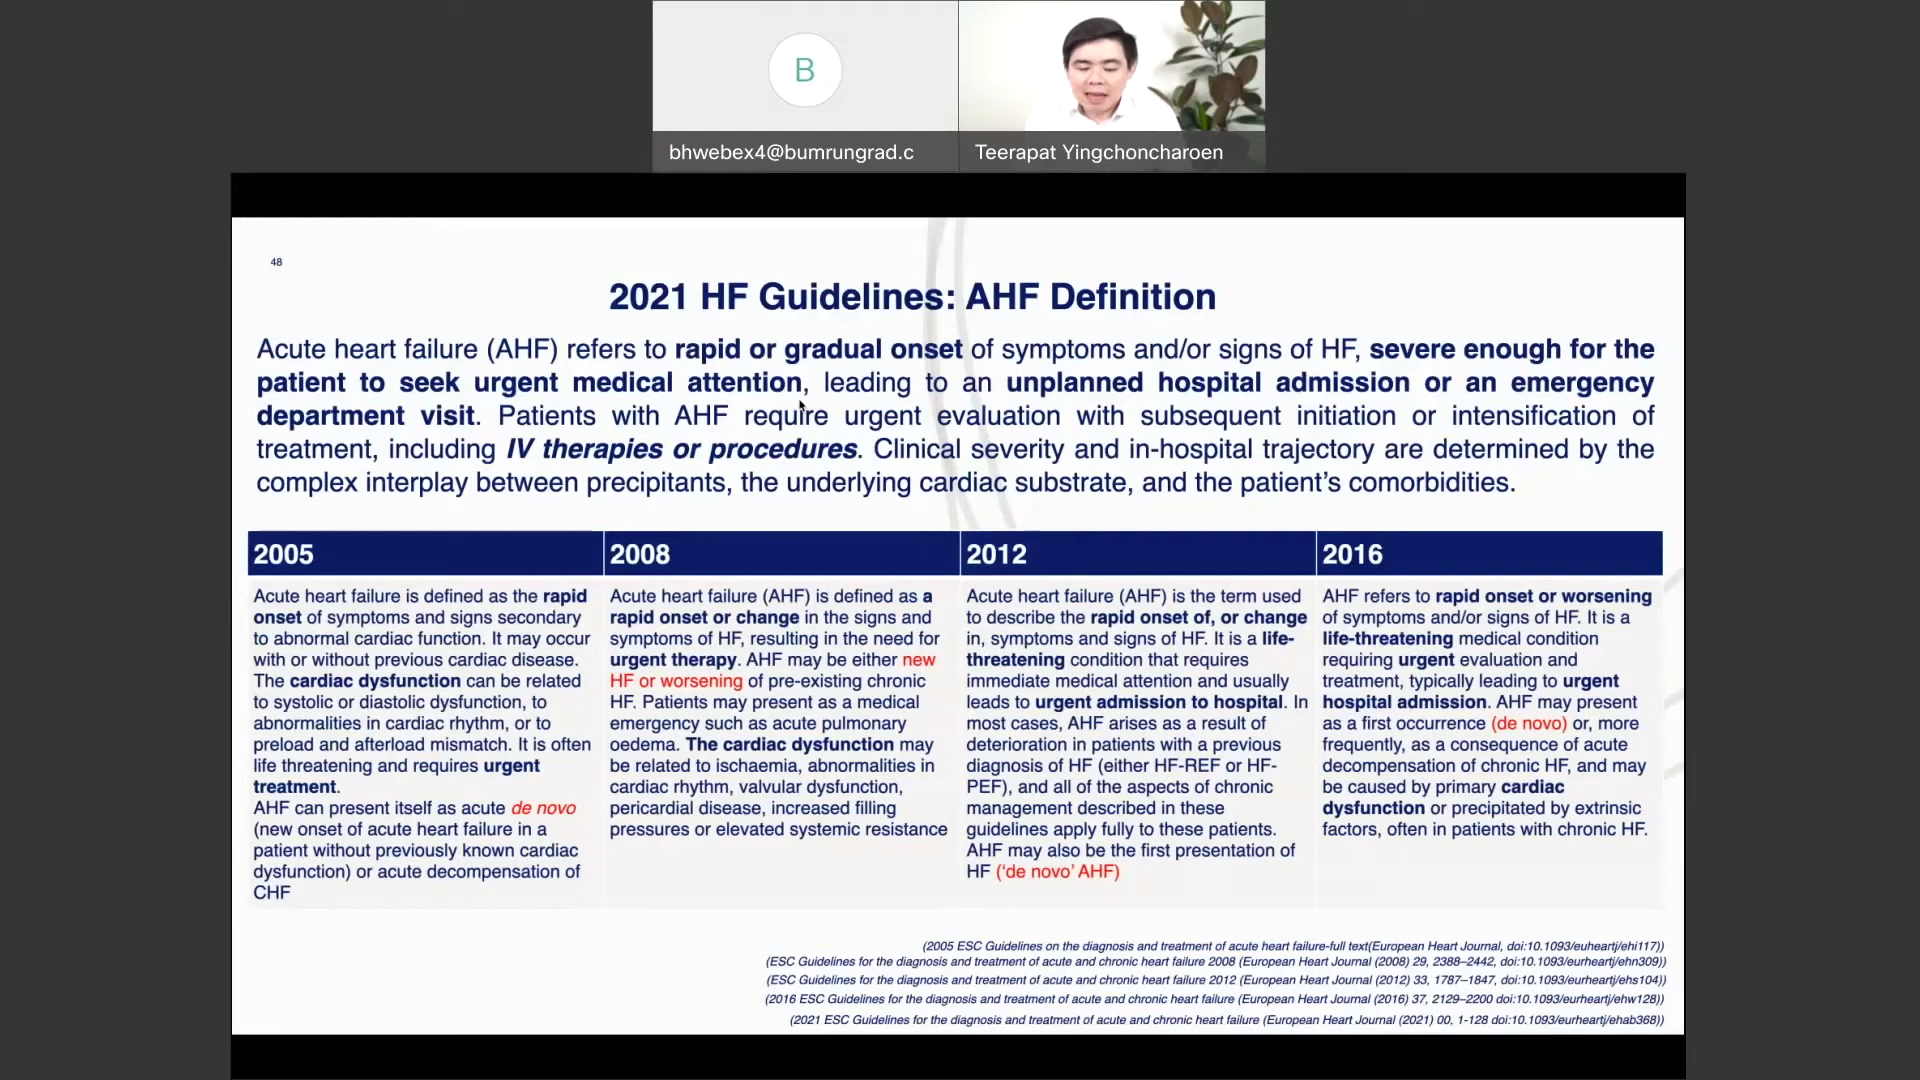 B
bhwebex4@bumrungrad.c
Teerapat Yingchoncharoen
48
2021 HF Guidelines: AHF Definition
Acute heart failure (AHF) refers to rapid or gradual onset of symptoms and/or signs of HF, severe enough for the
patient to seek urgent medical attention, leading to an unplanned hospital admission or an emergency
department visit. Patients with AHF require urgent evaluation with subsequent initiation or intensification of
treatment, including IV therapies or procedures. Clinical severity and in-hospital trajectory are determined by the
complex interplay between precipitants, the underlying cardiac substrate, and the patient's comorbidities.
2005
Acute heart failure is defined as the rapid
onset of symptoms and signs secondary
to abnormal cardiac function. It may occur
with or without previous cardiac disease.
The cardiac dysfunction can be related
to systolic or diastolic dysfunction, to
abnormalities in cardiac rhythm, or to
preload and afterload mismatch. It is often
life threatening and requires urgent
treatment.
AHF can present itself as acute de novo
(new onset of acute heart failure in a
patient without previously known cardiac
dysfunction) or acute decompensation of
CHF
2008
Acute heart failure (AHF) is defined as a
rapid onset or change in the signs and
symptoms of HF, resulting in the need for
urgent therapy. AHF may be either new
HF or worsening of pre-existing chronic
HF. Patients may present as a medical
emergency such as acute pulmonary
oedema. The cardiac dysfunction may
be related to ischaemia, abnormalities in
cardiac rhythm, valvular dysfunction,
pericardial disease, increased filling
pressures or elevated systemic resistance
2012
Acute heart failure (AHF) is the term used
to describe the rapid onset of, or change
in, symptoms and signs of HF. It is a life-
threatening condition that requires
immediate medical attention and usually
leads to urgent admission to hospital. In
most cases, AHF arises as a result of
deterioration in patients with a previous
diagnosis of HF (either HF-REF or HF-
PEF), and all of the aspects of chronic
management described in these
guidelines apply fully to these patients.
AHF may also be the first presentation of
HF ('de novo' AHF)
2016
AHF refers to rapid onset or worsening
of symptoms and/or signs of HF. It is a
life-threatening medical condition
requiring urgent evaluation and
treatment, typically leading to urgent
hospital admission. AHF may present
as a first occurrence (de novo) or, more
frequently, as a consequence of acute
decompensation of chronic HF, and may
be caused by primary cardiac
dysfunction or precipitated by extrinsic
factors, often in patients with chronic HF.
(2005 ESC Guidelines on the diagnosis and treatment of acute heart failure-full text(European Heart Journal, doi:10.1093/euheartj/ehi117))
(ESC Guidelines for the diagnosis and treatment of acute and chronic heart failure 2008 (European Heart Journal (2008) 29, 2388–2442, doi:10.1093/eurheartj/ehn309))
(ESC Guidelines for the diagnosis and treatment of acute and chronic heart failure 2012 (European Heart Journal (2012) 33, 1787–1847, doi:10.1093/eurheartj/ehs104))
(2016 ESC Guidelines for the diagnosis and treatment of acute and chronic heart failure (European Heart Journal (2016) 37, 2129–2200 doi:10.1093/eurheartj/ehw128))
(2021 ESC Guidelines for the diagnosis and treatment of acute and chronic heart failure (European Heart Journal (2021) 00, 1-128 doi:10.1093/eurheartj/ehab368))